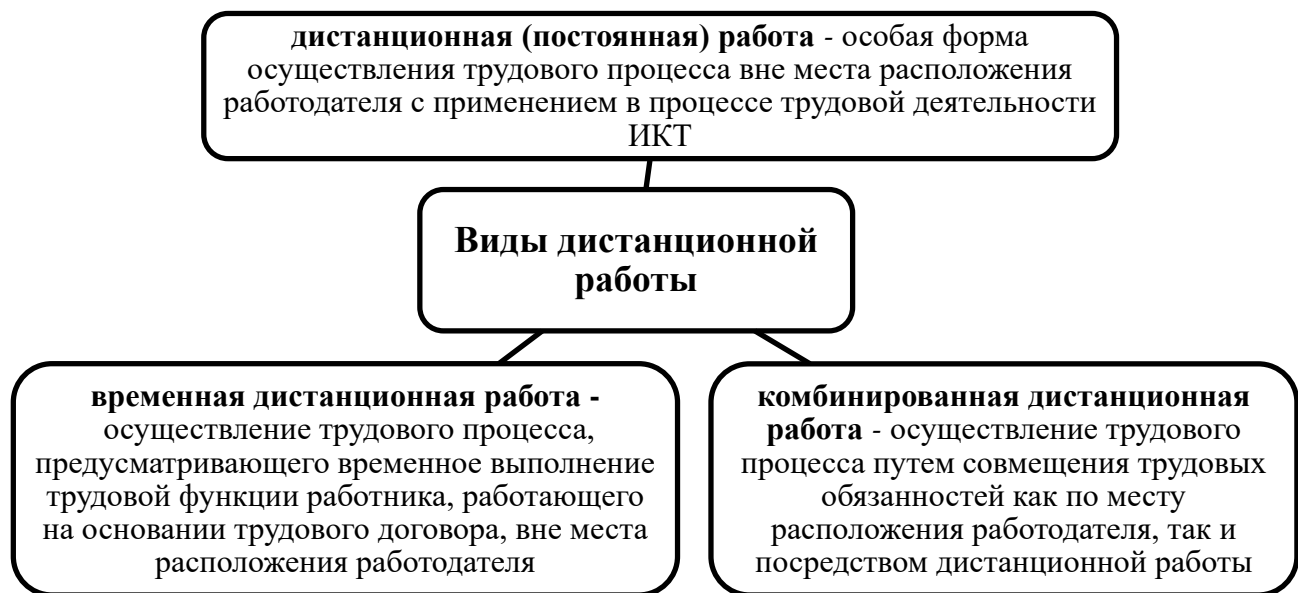 дистанционная (постоянная) работа - особая форма
осуществления трудового процесса вне места расположения
работодателя с применением в процессе трудовой деятельности
ИКТ
Виды дистанционной
работы
временная дистанционная работа -
осуществление трудового процесса,
предусматривающего временное выполнение
трудовой функции работника, работающего
на основании трудового договора, вне места
расположения работодателя
комбинированная дистанционная
работа - осуществление трудового
процесса путем совмещения трудовых
обязанностей как по месту
расположения работодателя, так и
посредством дистанционной работы